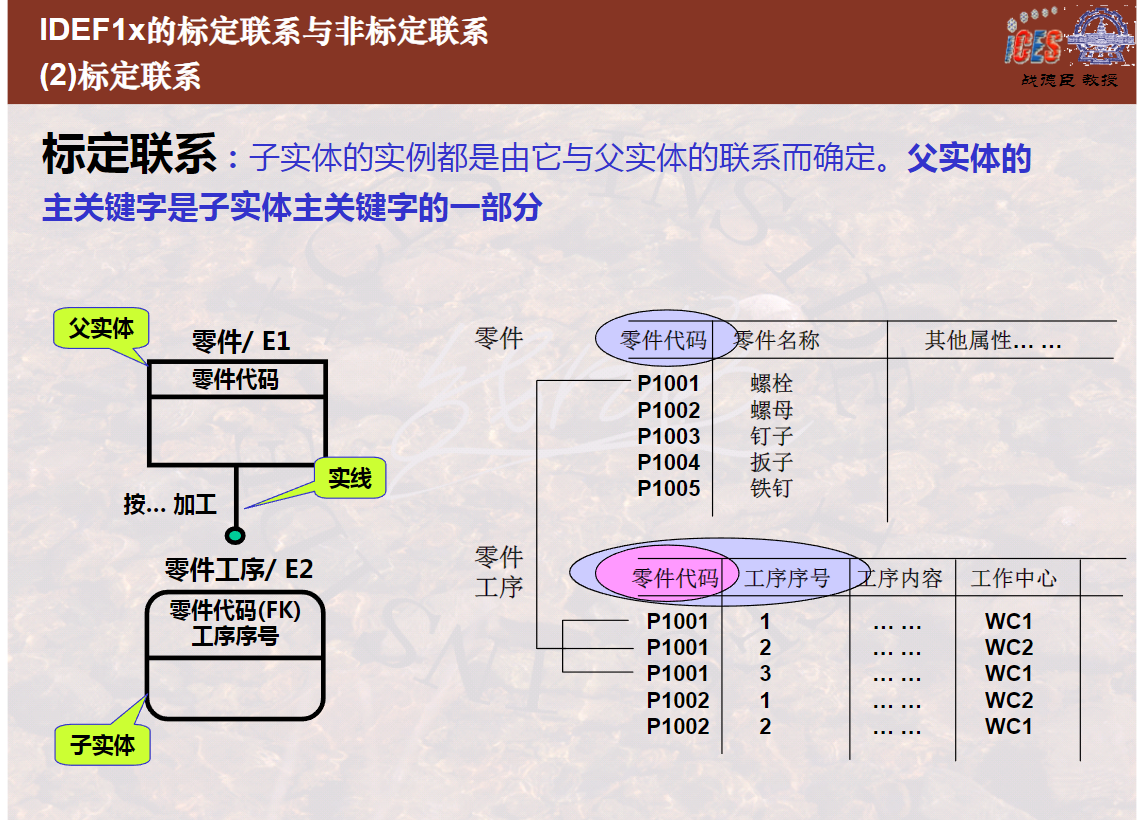 IDEF1x的标定联系与非标定联系
(2)标定联系
iCES
战德臣 教授
标定联系：子实体的实例都是由它与父实体的联系而确定。父实体的
主关键字是子实体主关键字的一部分
父实体
零件/ E1
零件代码
实线
按... 加工
零件工序/ E2
零件代码(FK)
工序序号
子实体
零件
零件代码 零件名称 其他属性... ...
P1001 螺栓
P1002 螺母
P1003 钉子
P1004 扳子
P1005 铁钉
零件
工序
零件代码 工序序号 工序内容 工作中心
P1001 1 ... ... WC1
P1001 2 ... ... WC2
P1001 3 ... ... WC1
P1002 1 ... ... WC2
P1002 2 ... ... WC1